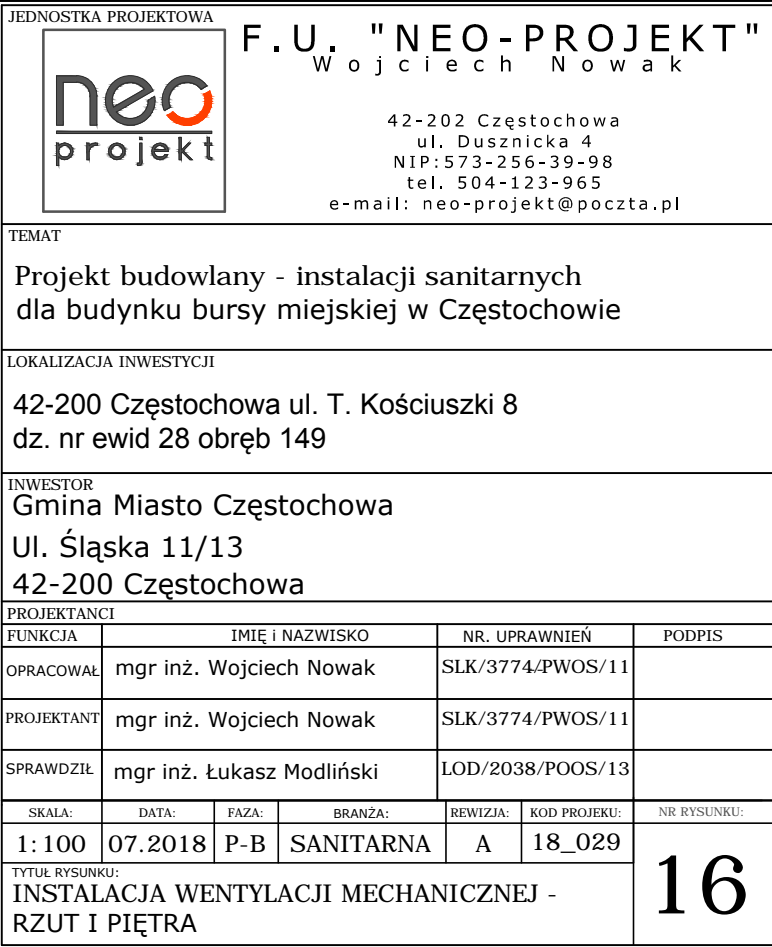 JEDNOSTKA PROJEKTOWA
neo
projekt
F.U. "NEO-PROJEKT"
Wojciech Nowak
42-202 Częstochowa
ul. Dusznicka 4
NIP:573-256-39-98
tel. 504-123-965
e-mail: neo-projekt@poczta.pl
TEMAT
Projekt budowlany - instalacji sanitarnych
dla budynku bursy miejskiej w Częstochowie
LOKALIZACJA INWESTYCJI
42-200 Częstochowa ul. T. Kościuszki 8
dz. nr ewid 28 obręb 149
INWESTOR
Gmina Miasto Częstochowa
Ul. Śląska 11/13
42-200 Częstochowa
PROJEKTANCI
FUNKCJA IMIĘ i NAZWISKO NR. UPRAWNIEŃ PODPIS
OPRACOWAŁ mgr inż. Wojciech Nowak SLK/3774/PWOS/11
PROJEKTANT mgr inż. Wojciech Nowak SLK/3774/PWOS/11
SPRAWDZIŁ mgr inż. Łukasz Modliński LOD/2038/POOS/13
SKALA: DATA: FAZA: BRANŻA: REWIZJA: KOD PROJEKU: NR RYSUNKU:
1:100 07.2018 P-B SANITARNA A 18_029
16
TYTUŁ RYSUNKU:
INSTALACJA WENTYLACJI MECHANICZNEJ -
RZUT I PIĘTRA